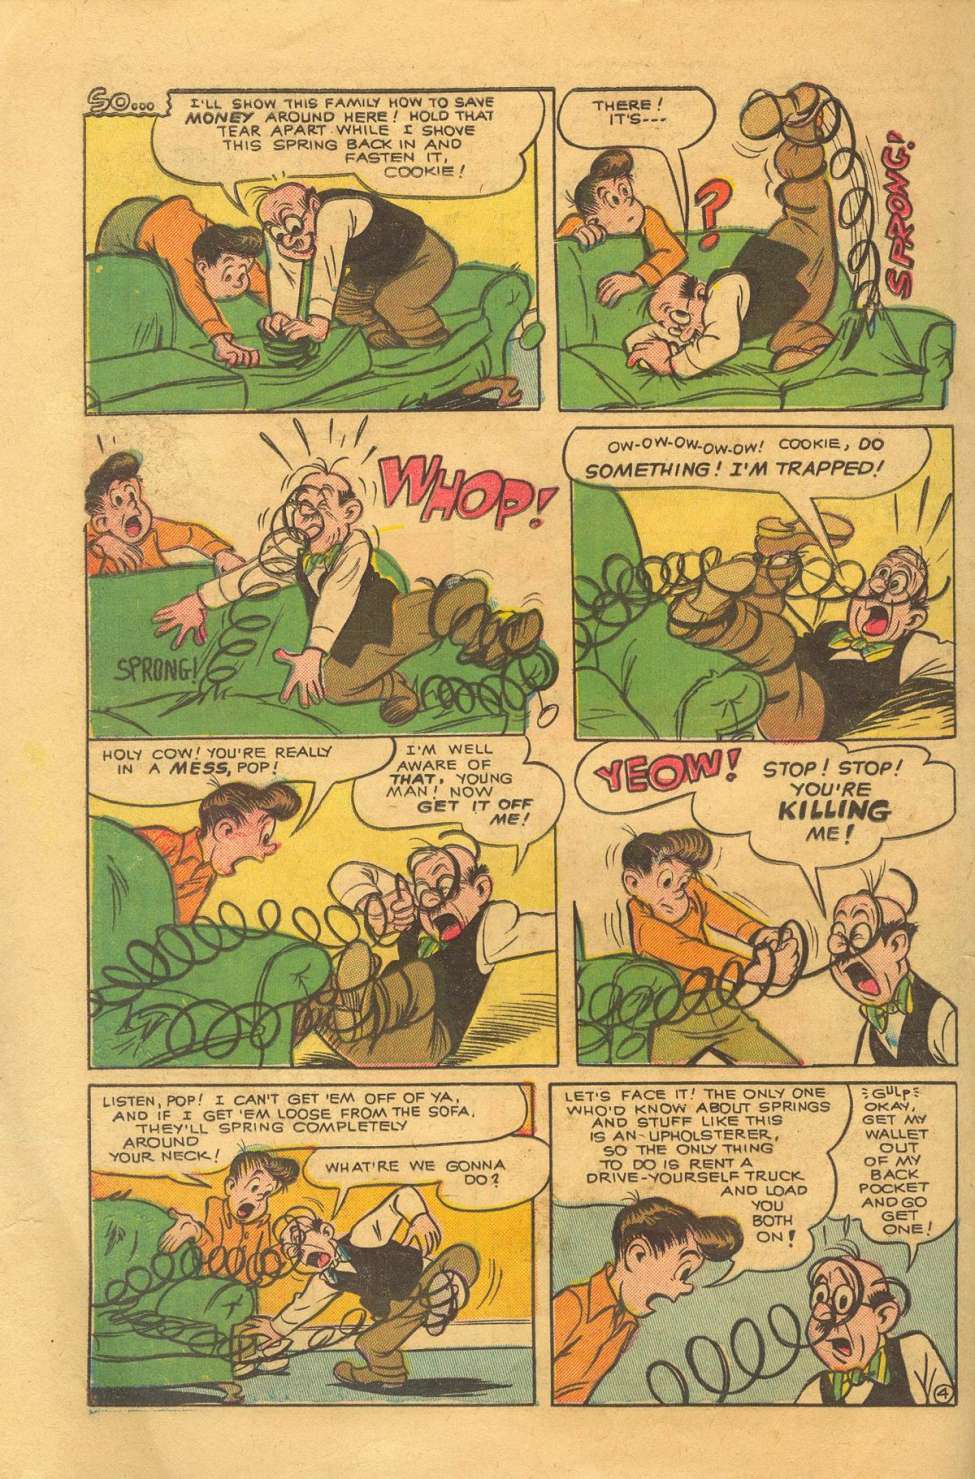 SO...
I'LL SHOW THIS FAMILY HOW TO SAVE
MONEY AROUND HERE! HOLD THAT
TEAR APART WHILE I SHOVE
THIS SPRING BACK IN AND
FASTEN IT,
COOKIE!
THERE!
IT'S---
?
SPRONG!
WHOP!
SPRONG!
OW-OW-OW-OW-OW! COOKIE, DO
SOMETHING! I'M TRAPPED!
HOLY COW! YOU'RE REALLY
IN A MESS, POP!
I'M WELL
AWARE OF
THAT, YOUNG
MAN! NOW
GET IT OFF
ME!
YEOW!
STOP! STOP!
YOU'RE
KILLING
ME!
LISTEN, POP! I CAN'T GET 'EM OFF OF YA,
AND IF I GET 'EM LOOSE FROM THE SOFA,
THEY'LL SPRING COMPLETELY
AROUND
YOUR NECK!
WHAT'RE WE GONNA
DO?
LET'S FACE IT! THE ONLY ONE
WHO'D KNOW ABOUT SPRINGS
AND STUFF LIKE THIS
IS AN UPHOLSTERER,
SO THE ONLY THING
TO DO IS RENT A
DRIVE-YOURSELF TRUCK
AND LOAD
YOU
BOTH
ON!
GULP
OKAY,
GET MY
WALLET
OUT
OF MY
BACK
POCKET
AND GO
GET
ONE!
4